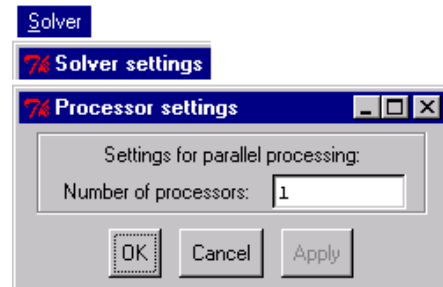 Solver
Solver settings
Processor settings
Settings for parallel processing:
Number of processors: 1
OK Cancel Apply